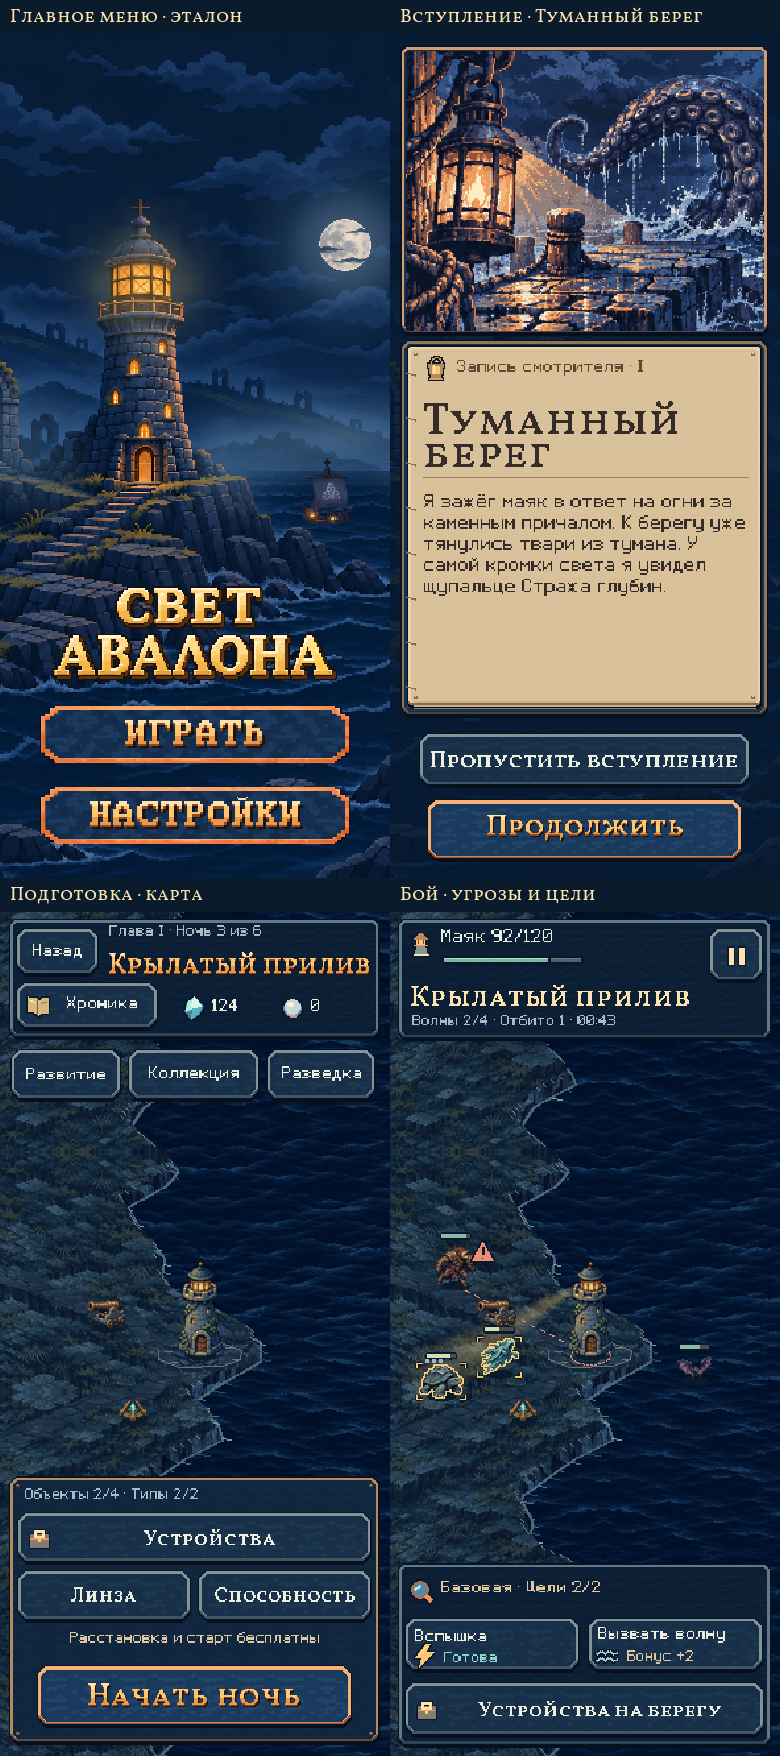 Главное меню · эталон
Вступление · Туманный берег
СВЕТ
АВАЛОНА
ИГРАТЬ
НАСТРОЙКИ
Запись смотрителя · I
Туманный
берег
Я зажёг маяк в ответ на огни за
каменным причалом. К берегу уже
тянулись твари из тумана. У
самой кромки света я увидел
щупальце Стража глубин.
Пропустить вступление
Продолжить
Подготовка · карта
Бой · угрозы и цели
Назад
Глава I · Ночь 3 из 6
Крылатый прилив
Хроника
124
0
Развитие
Коллекция
Разведка
Объекты 2/4 · Типы 2/2
Устройства
Линза
Способность
Расстановка и старт бесплатны
Начать ночь
Маяк 92/120
Крылатый прилив
Волны 2/4 · Отбито 1 · 00:43
Базовая · Цели 2/2
Вспышка
Готова
Вызвать волну
Бонус +2
Устройства на берегу